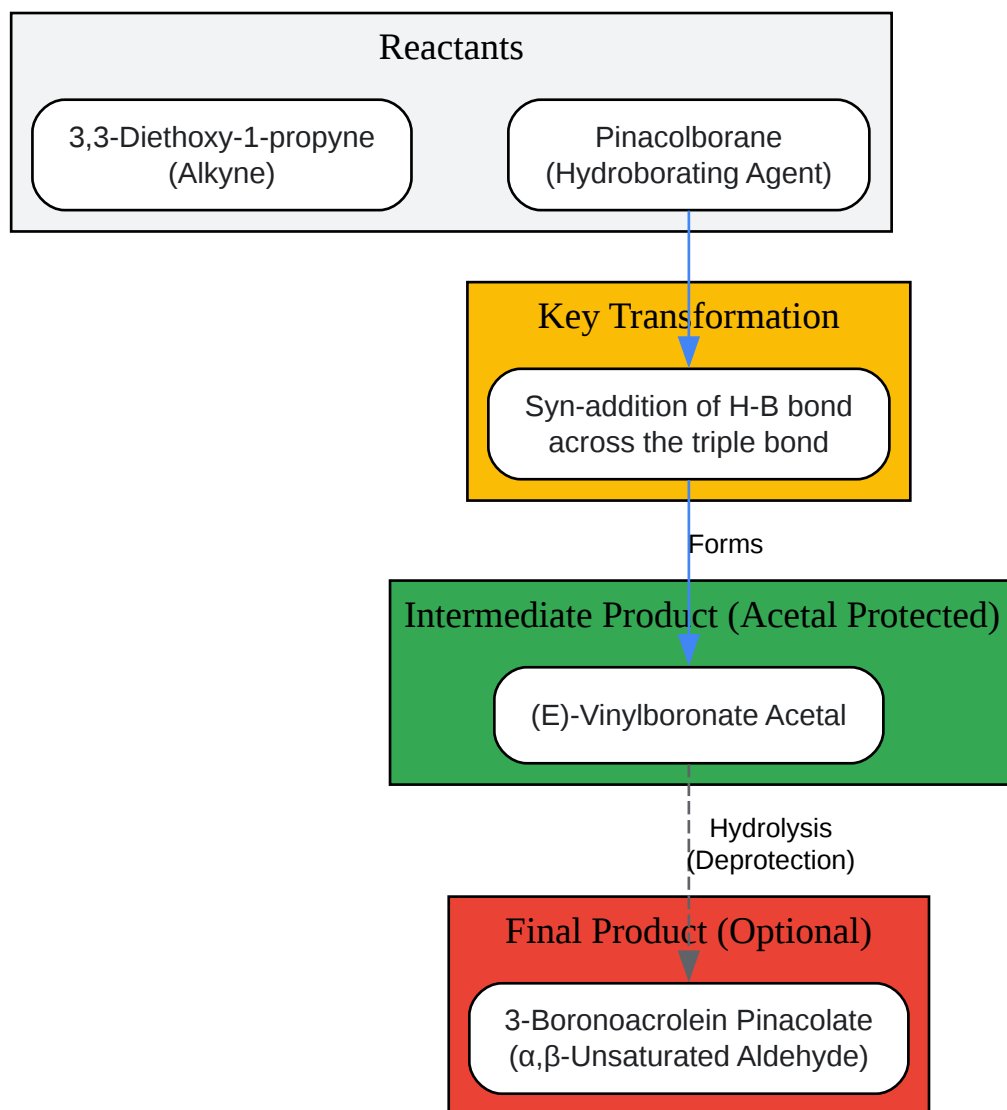 Reactants
3,3-Diethoxy-1-propyne
(Alkyne)
Pinacolborane
(Hydroborating Agent)
Key Transformation
Syn-addition of H-B bond
across the triple bond
Forms
Intermediate Product (Acetal Protected)
(E)-Vinylboronate Acetal
Hydrolysis
(Deprotection)
Final Product (Optional)
3-Boronoacrolein Pinacolate
(α,β-Unsaturated Aldehyde)